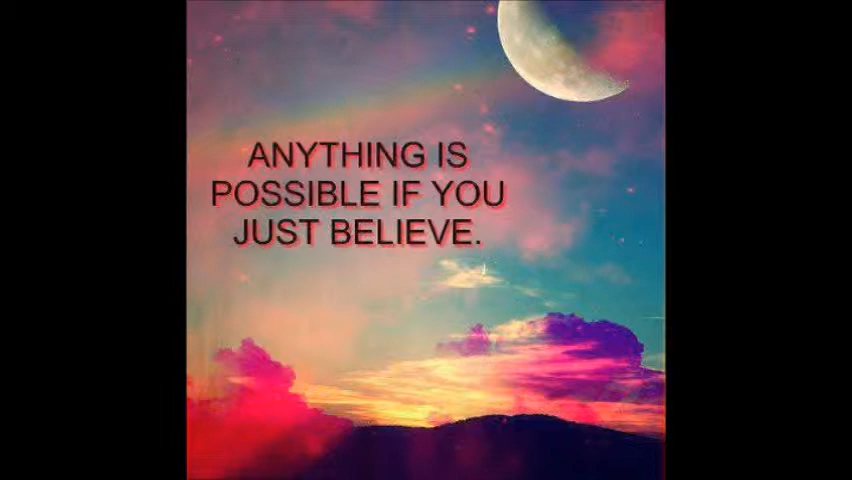 ANYTHING IS
POSSIBLE IF YOU
JUST BELIEVE.